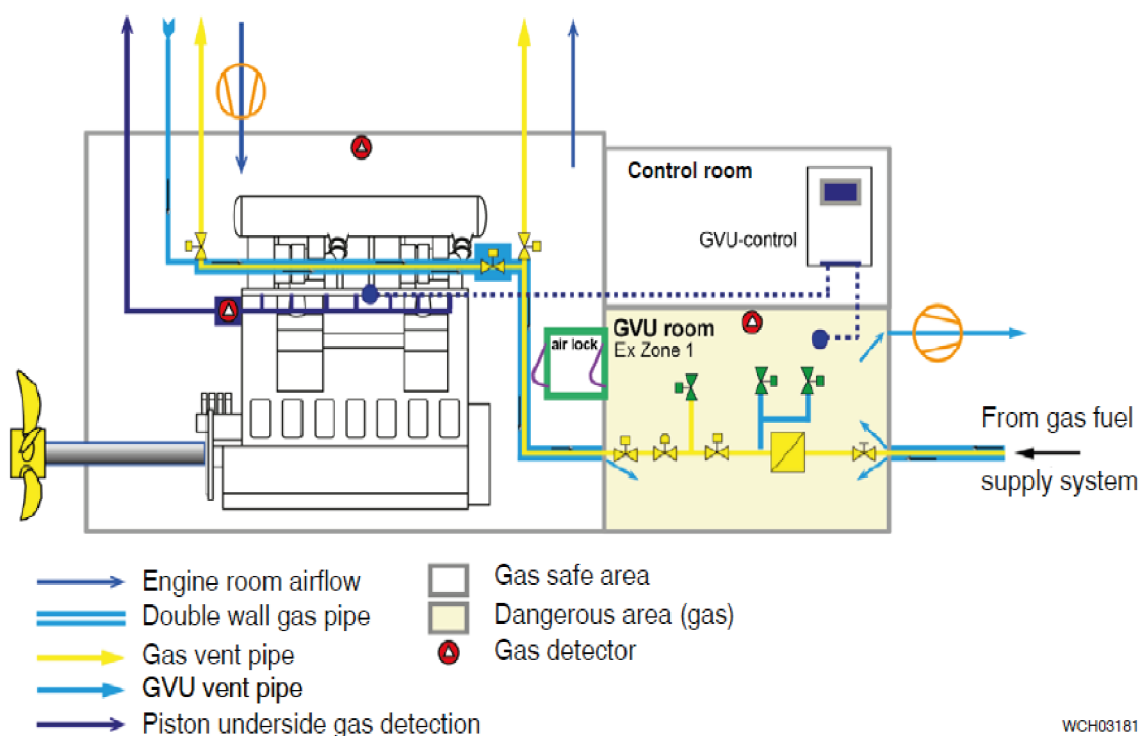 Control room
GVU-control
GVU room
Ex Zone 1
air lock
From gas fuel
supply system
Engine room airflow
Double wall gas pipe
Gas vent pipe
GVU vent pipe
Piston underside gas detection
Gas safe area
Dangerous area (gas)
Gas detector
WCH03181